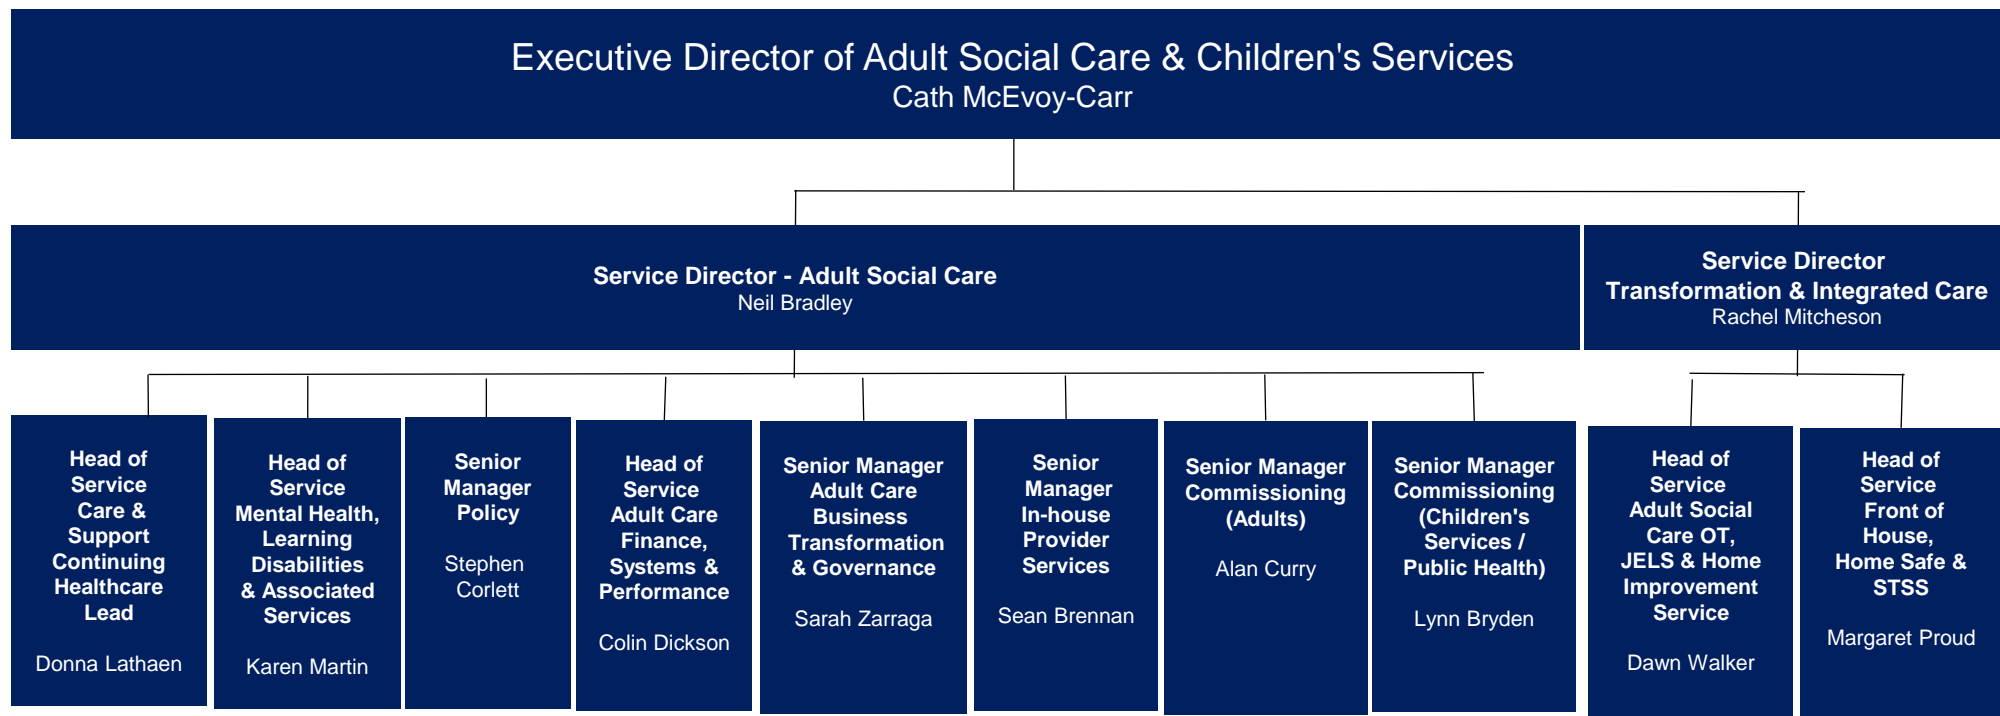 Executive Director of Adult Social Care & Children's Services
Cath McEvoy-Carr
Service Director - Adult Social Care
Neil Bradley
Service Director
Transformation & Integrated Care
Rachel Mitcheson
Head of
Service
Care &
Support
Continuing
Healthcare
Lead
Donna Lathaen
Head of
Service
Mental Health,
Learning
Disabilities
& Associated
Services
Karen Martin
Senior
Manager
Policy
Stephen
Corlett
Head of
Service
Adult Care
Finance,
Systems &
Performance
Colin Dickson
Senior Manager
Adult Care
Business
Transformation
& Governance
Sarah Zarraga
Senior
Manager
In-house
Provider
Services
Sean Brennan
Senior Manager
Commissioning
(Adults)
Alan Curry
Senior Manager
Commissioning
(Children's
Services /
Public Health)
Lynn Bryden
Head of
Service
Adult Social
Care OT,
JELS & Home
Improvement
Service
Dawn Walker
Head of
Service
Front of
House,
Home Safe &
STSS
Margaret Proud